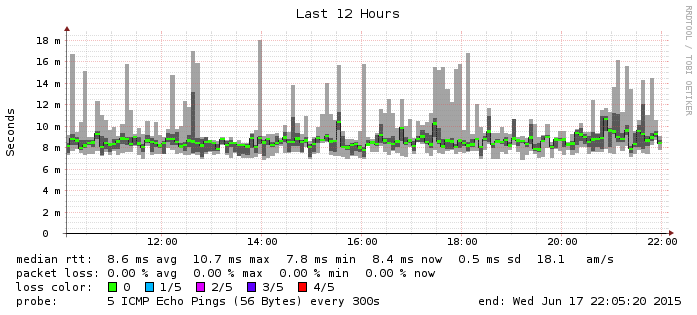 Last 12 Hours
RRDTOOL / TOBI OETIKER
Seconds
18 m
16 m
14 m
12 m
10 m
8 m
6 m
4 m
2 m
0
12:00 14:00 16:00 18:00 20:00 22:00
median rtt: 8.6 ms avg 10.7 ms max 7.8 ms min 8.4 ms now 0.5 ms sd 18.1 am/s
packet loss: 0.00 % avg 0.00 % max 0.00 % min 0.00 % now
loss color: 0 1/5 2/5 3/5 4/5
probe: 5 ICMP Echo Pings (56 Bytes) every 300s end: Wed Jun 17 22:05:20 2015